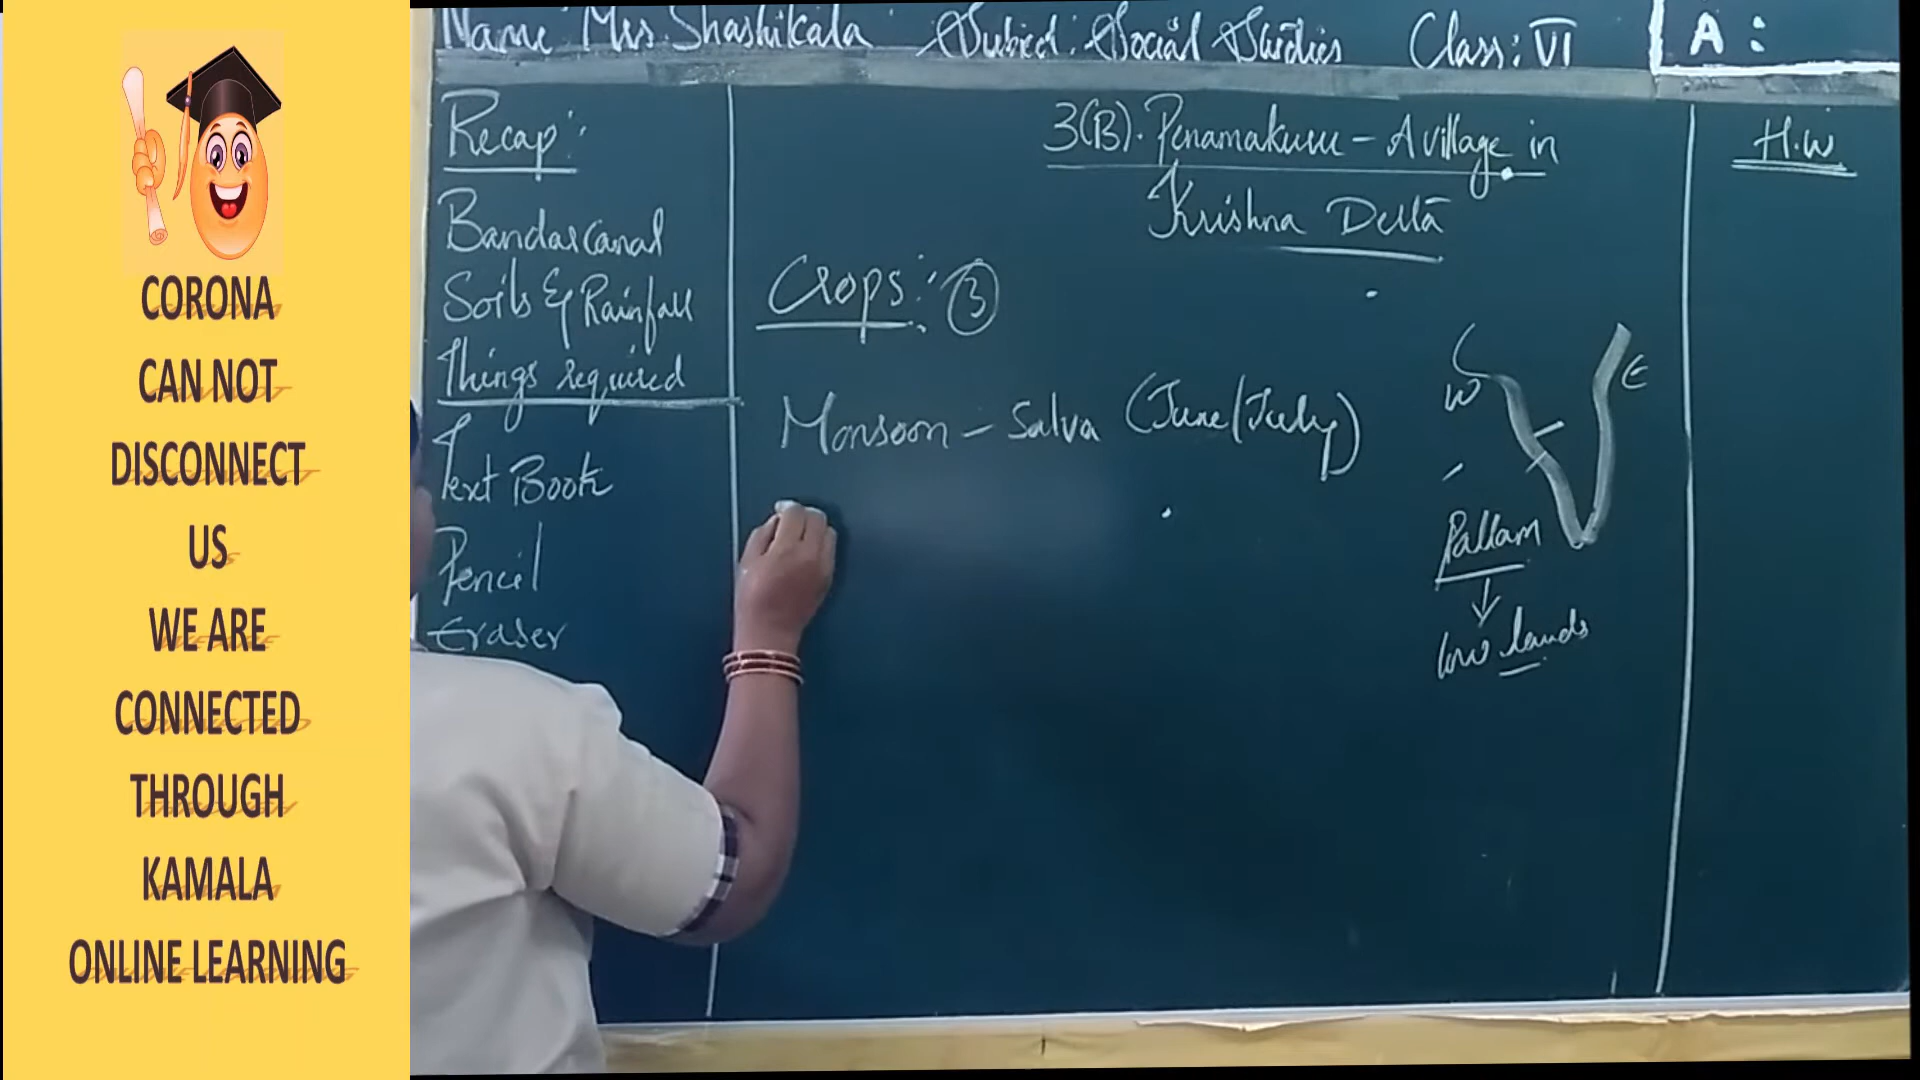 CORONA
CAN NOT
DISCONNECT
US
WE ARE
CONNECTED
THROUGH
KAMALA
ONLINE LEARNING
Name: Mrs. Shashikala Subject: Social Studies Class: VI
A:
Recap:
Bandar canal
Soils & Rainfall
Things required
Text Book
Pencil
Eraser
3(B). Penamakuru - A village in
Krishna Delta
Crops: 3
Monsoon - Salva (June/July)
W
E
Pallam
low lands
H.W